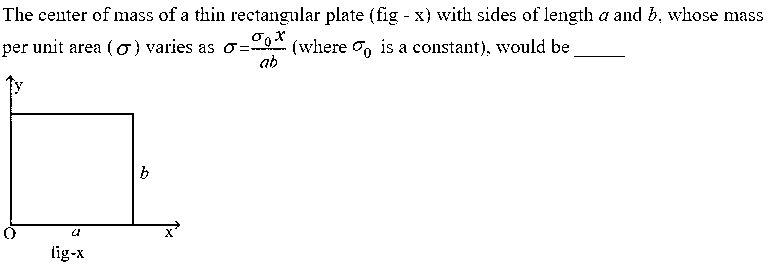 The center of mass of a thin rectangular plate (fig - x) with sides of length a and b, whose mass
per unit area (σ) varies as σ=σ₀x/ab (where σ₀ is a constant), would be _____
y
b
O a x
fig-x